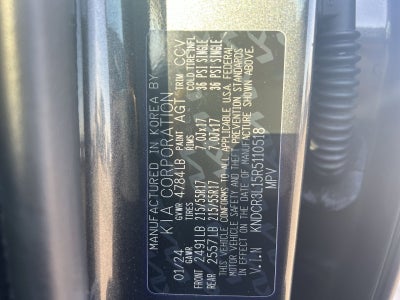 MANUFACTURED IN KOREA BY
KIA CORPORATION
01/24 GVWR 4784LB PAINT AGT TRIM CCV
GAWR RIMS COLD TIRE INFL
FRONT 2491LB 215/55R17 7.0JX17 36 PSI SINGLE
REAR 2557LB 215/55R17 7.0JX17 36 PSI SINGLE
THIS VEHICLE CONFORMS TO ALL APPLICABLE U.S.A. FEDERAL
MOTOR VEHICLE SAFETY AND THEFT PREVENTION STANDARDS
IN EFFECT ON THE DATE OF MANUFACTURE SHOWN ABOVE.
V.I.N KNDCR3L15R5110518
MPV